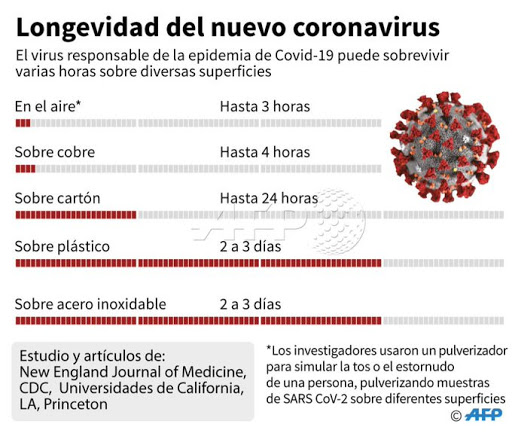 Longevidad del nuevo coronavirus
El virus responsable de la epidemia de Covid-19 puede sobrevivir
varias horas sobre diversas superficies
En el aire* Hasta 3 horas
Sobre cobre Hasta 4 horas
Sobre cartón Hasta 24 horas
AFP
Sobre plástico 2 a 3 días
Sobre acero inoxidable 2 a 3 días
Estudio y artículos de:
New England Journal of Medicine,
CDC, Universidades de California,
LA, Princeton
*Los investigadores usaron un pulverizador
para simular la tos o el estornudo
de una persona, pulverizando muestras
de SARS CoV-2 sobre diferentes superficies
© AFP